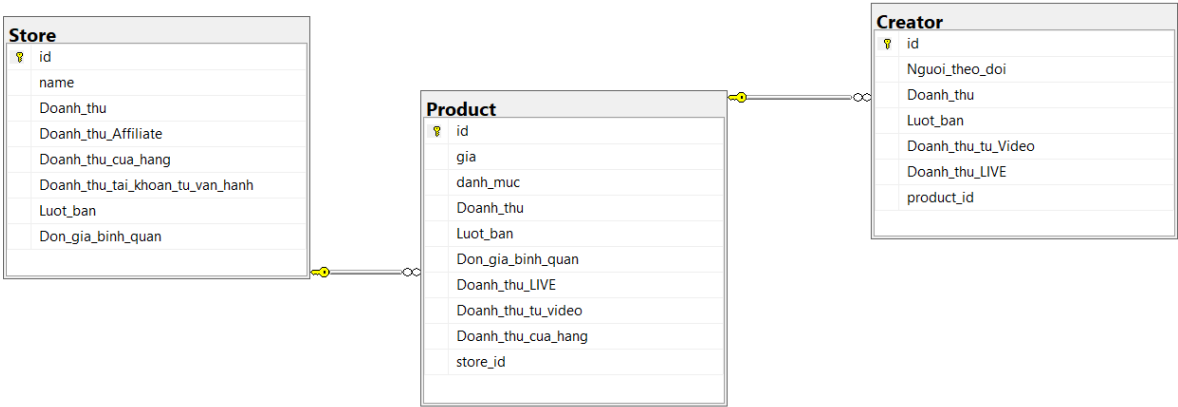 Store
id
name
Doanh_thu
Doanh_thu_Affiliate
Doanh_thu_cua_hang
Doanh_thu_tai_khoan_tu_van_hanh
Luot_ban
Don_gia_binh_quan
Product
id
gia
danh_muc
Doanh_thu
Luot_ban
Don_gia_binh_quan
Doanh_thu_LIVE
Doanh_thu_tu_video
Doanh_thu_cua_hang
store_id
Creator
id
Nguoi_theo_doi
Doanh_thu
Luot_ban
Doanh_thu_tu_Video
Doanh_thu_LIVE
product_id